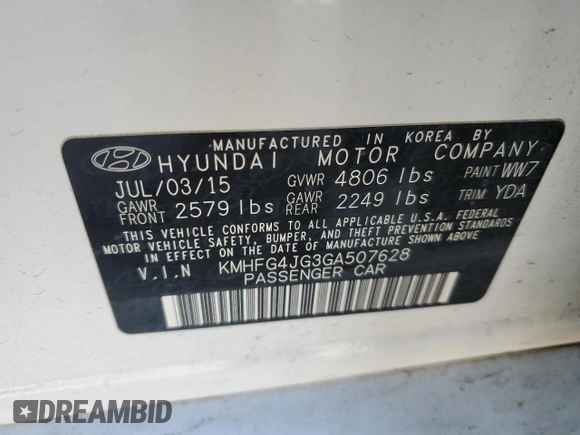 MANUFACTURED IN KOREA BY
HYUNDAI MOTOR COMPANY
JUL/03/15 GVWR 4806 lbs PAINT WW7
GAWR FRONT 2579 lbs GAWR REAR 2249 lbs TRIM YDA
THIS VEHICLE CONFORMS TO ALL APPLICABLE U.S.A. FEDERAL
MOTOR VEHICLE SAFETY, BUMPER, AND THEFT PREVENTION STANDARDS
IN EFFECT ON THE DATE OF MANUFACTURE SHOWN ABOVE.
V.I.N KMHFG4JG3GA507628
PASSENGER CAR
DREAMBID